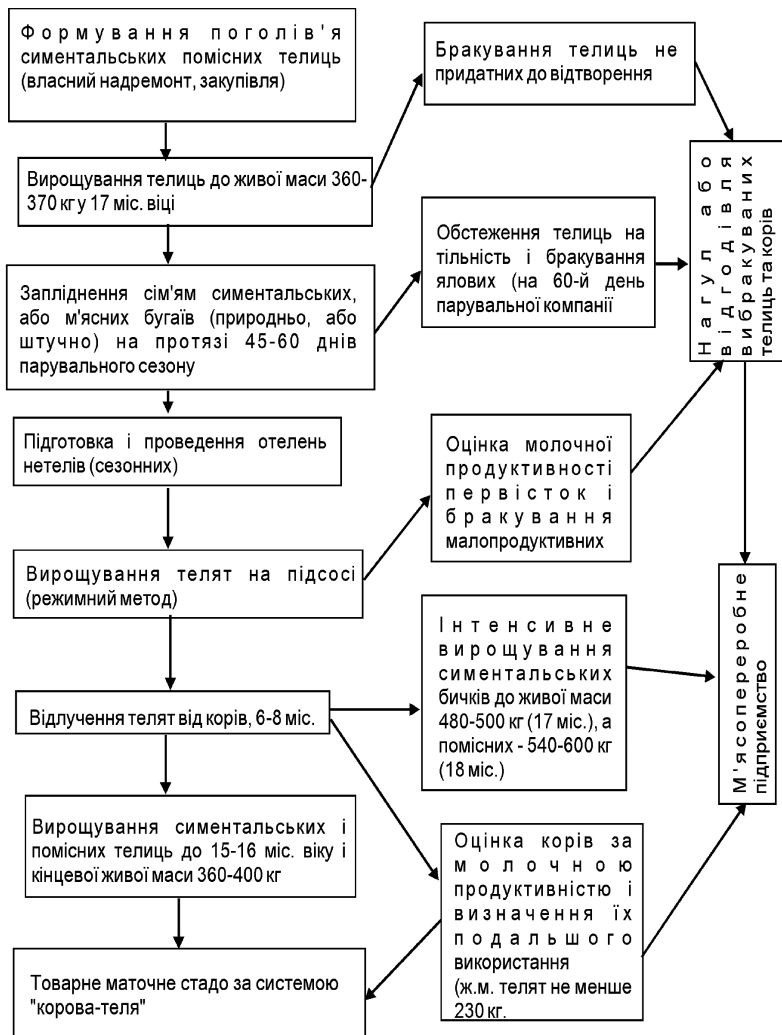 Формування поголів'я
симентальських помісних телиць
(власний надремонт, закупівля)
Бракування телиць не
придатних до відтворення
Вирощування телиць до живої маси 360-
370 кг у 17 міс. віці
Нагул або
відгодівля
вибракуваних
телиць та корів
Обстеження телиць на
тільність і бракування
ялових (на 60-й день
парувальної компанії
Запліднення сім'ям симентальських,
або м'ясних бугаїв (природньо, або
штучно) на протязі 45-60 днів
парувального сезону
Підготовка і проведення отелень
нетелів (сезонних)
Оцінка молочної
продуктивності
первісток і
бракування
малопродуктивних
Вирощування телят на підсосі
(режимний метод)
М'ясопереробне
підприємство
Інтенсивне
вирощування
симентальських
бичків до живої маси
480-500 кг (17 міс.), а
помісних - 540-600 кг
(18 міс.)
Відлучення телят від корів, 6-8 міс.
Вирощування симентальських і
помісних телиць до 15-16 міс. віку і
кінцевої живої маси 360-400 кг
Оцінка корів за
молочною
продуктивністю і
визначення їх
подальшого
використання
(ж.м. телят не менше
230 кг.
Товарне маточне стадо за системою
"корова-теля"